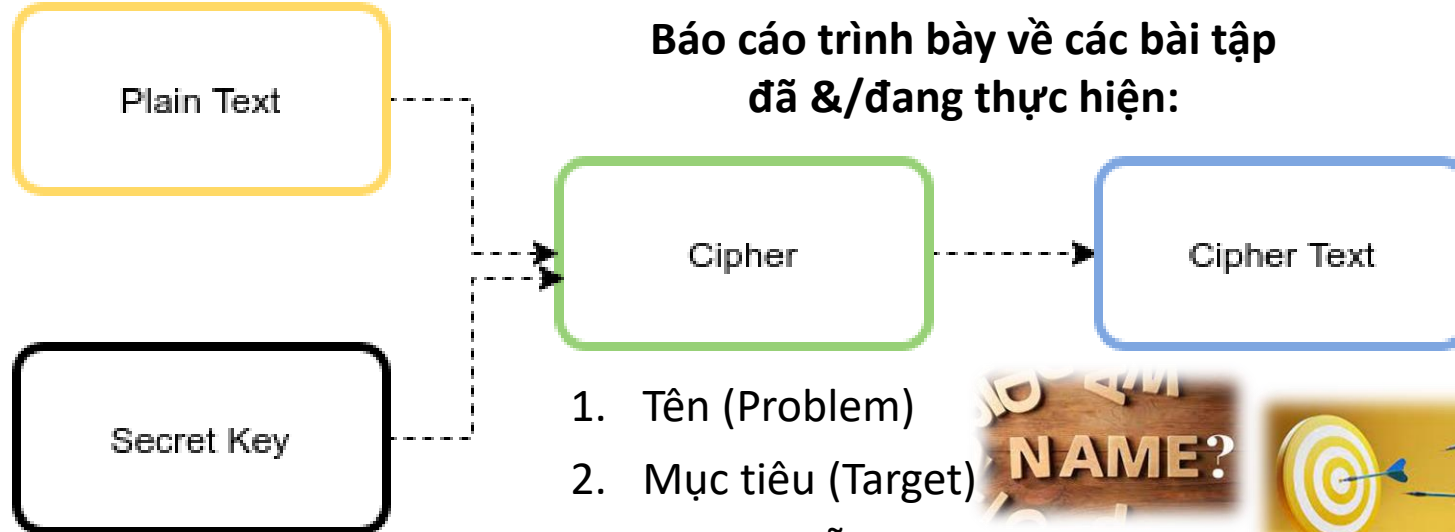 Báo cáo trình bày về các bài tập
đã &/đang thực hiện:
Plain Text
Cipher
Cipher Text
Secret Key
1. Tên (Problem)
2. Mục tiêu (Target)
NAME?